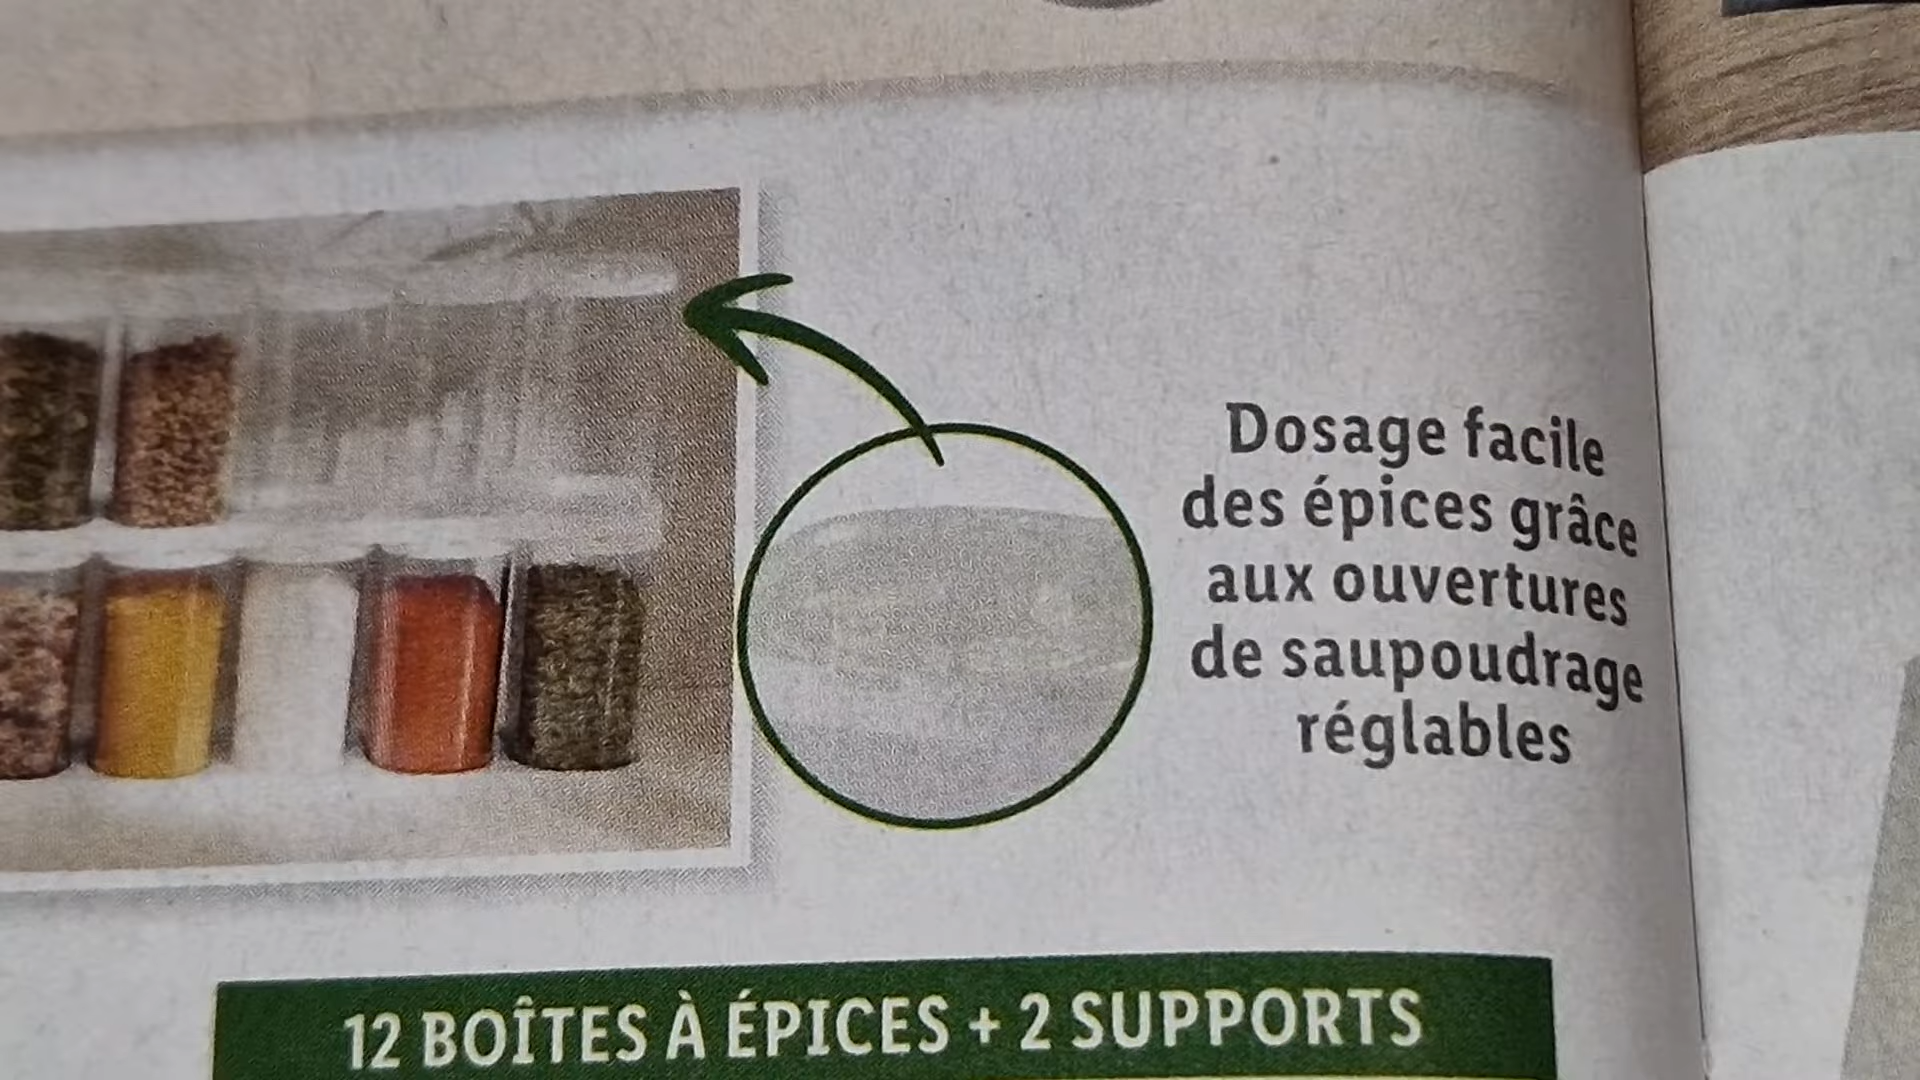 Dosage facile
des épices grâce
aux ouvertures
de saupoudrage
réglables
12 BOÎTES À ÉPICES + 2 SUPPORTS